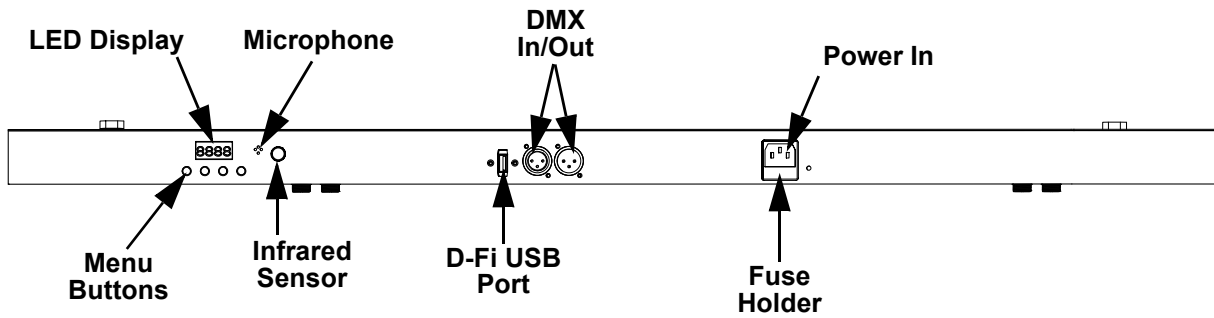 DMX
In/Out
LED Display
Microphone
Power In
8888
Menu
Buttons
Infrared
Sensor
D-Fi USB
Port
Fuse
Holder